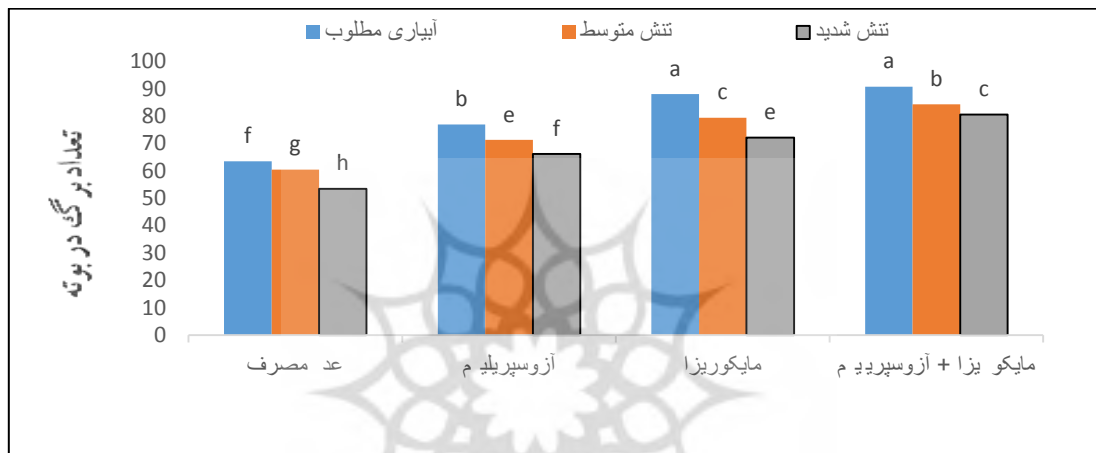 آبیاری مطلوب تنش متوسط تنش شدید
تعداد برگ در بوته
100
90
80
70
60
50
40
30
20
10
0
f g h b e f a c e a b c
عد مصرف آزوسپریلیم مایکوریزا مایکو یزا + آزوسپرییم